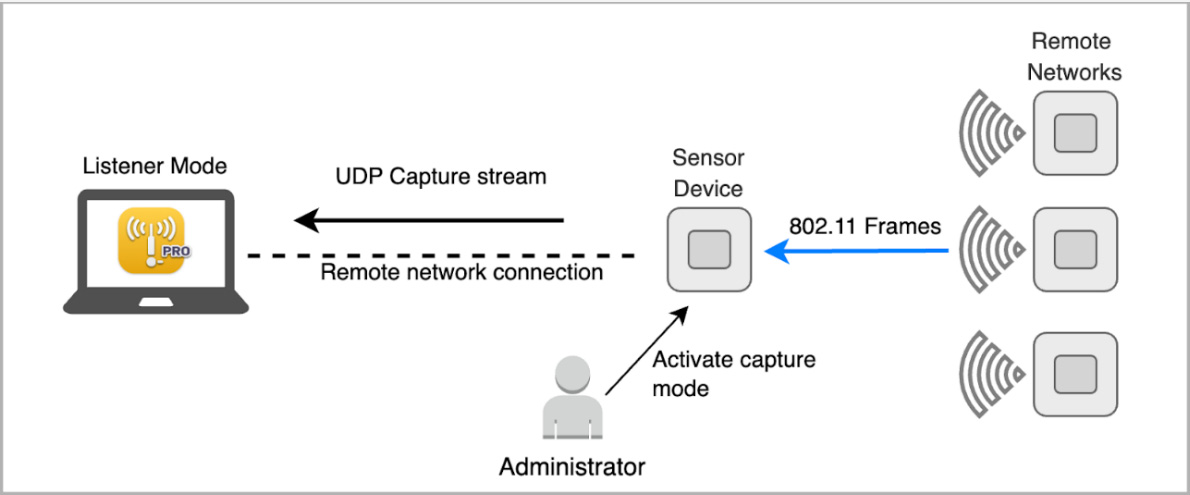 Remote
Networks
Listener Mode
Sensor
Device
UDP Capture stream
802.11 Frames
PRO
Remote network connection
Activate capture
mode
Administrator